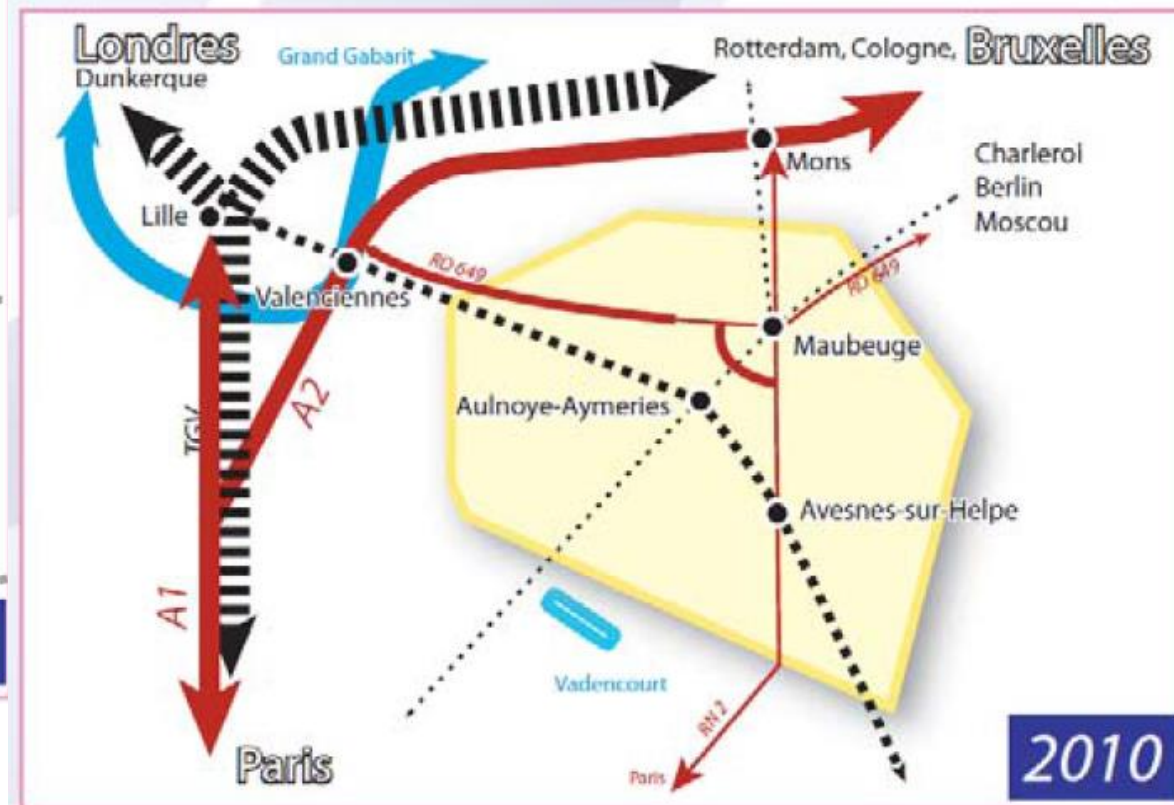 Londres
Dunkerque
Grand Gabarit
Rotterdam, Cologne, Bruxelles
Mons
Charleroi
Berlin
Moscou
Lille
RD 649
RD 649
Valenciennes
Maubeuge
A2
Aulnoye-Aymeries
TGV
Avesnes-sur-Helpe
A1
Vadencourt
RN 2
Paris
Paris
2010